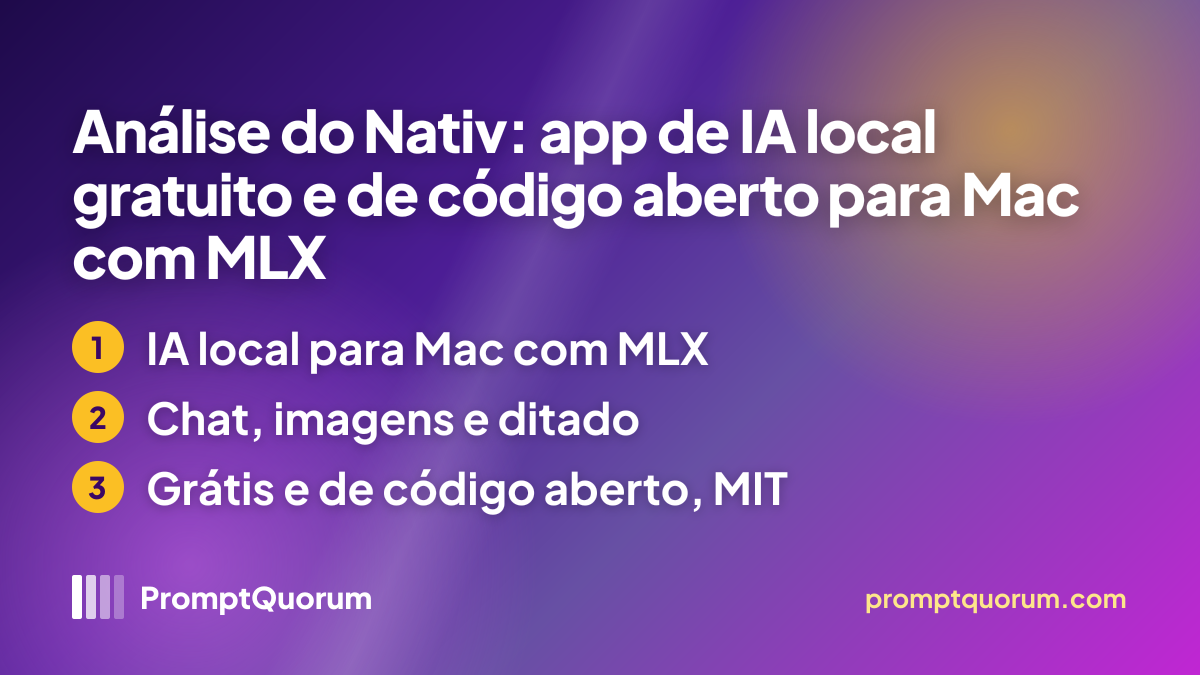 Análise do Nativ: app de IA local
gratuito e de código aberto para Mac
com MLX
1 IA local para Mac com MLX
2 Chat, imagens e ditado
3 Grátis e de código aberto, MIT
PromptQuorum
promptquorum.com